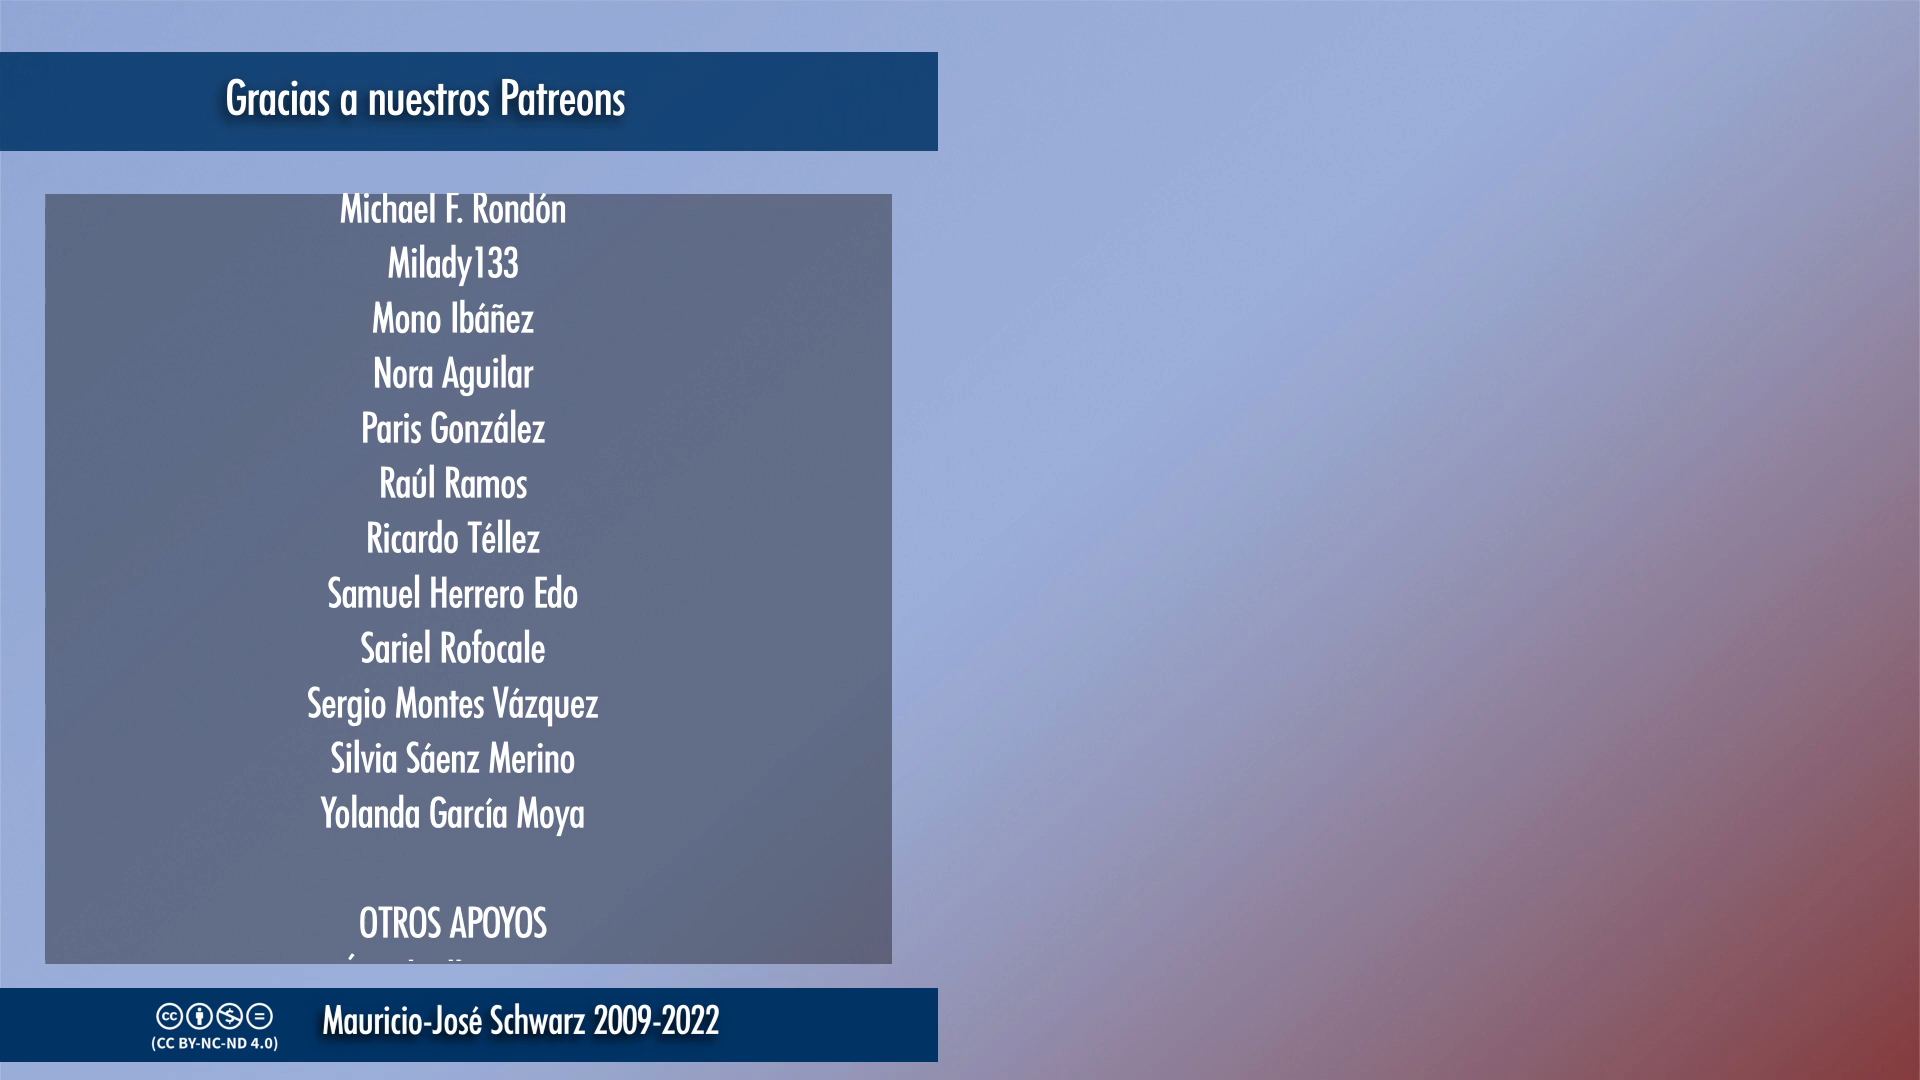 Gracias a nuestros Patreons
Michael F. Rondón
Milady133
Mono Ibáñez
Nora Aguilar
Paris González
Raúl Ramos
Ricardo Téllez
Samuel Herrero Edo
Sariel Rofocale
Sergio Montes Vázquez
Silvia Sáenz Merino
Yolanda García Moya
OTROS APOYOS
cc
(CC BY-NC-ND 4.0)
Mauricio-José Schwarz 2009-2022